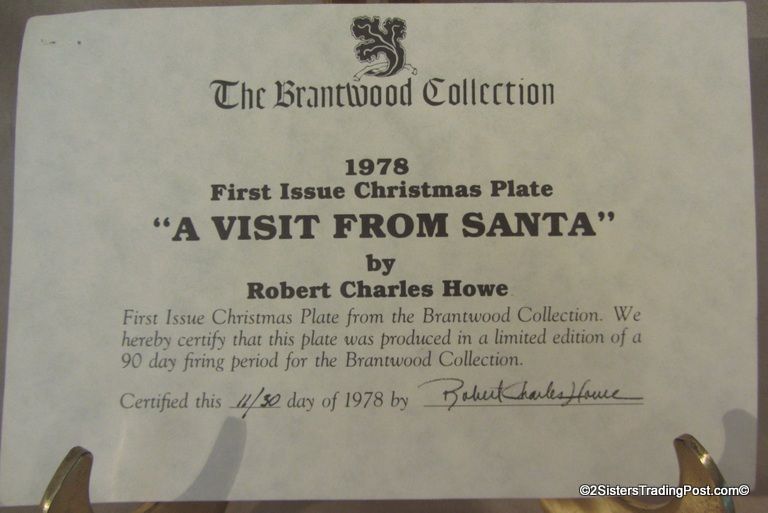 The Brantwood Collection
1978
First Issue Christmas Plate
“A VISIT FROM SANTA”
by
Robert Charles Howe
First Issue Christmas Plate from the Brantwood Collection. We
hereby certify that this plate was produced in a limited edition of a
90 day firing period for the Brantwood Collection.
Certified this 11/30 day of 1978 by Robert Charles Howe
©2SistersTradingPost.com©